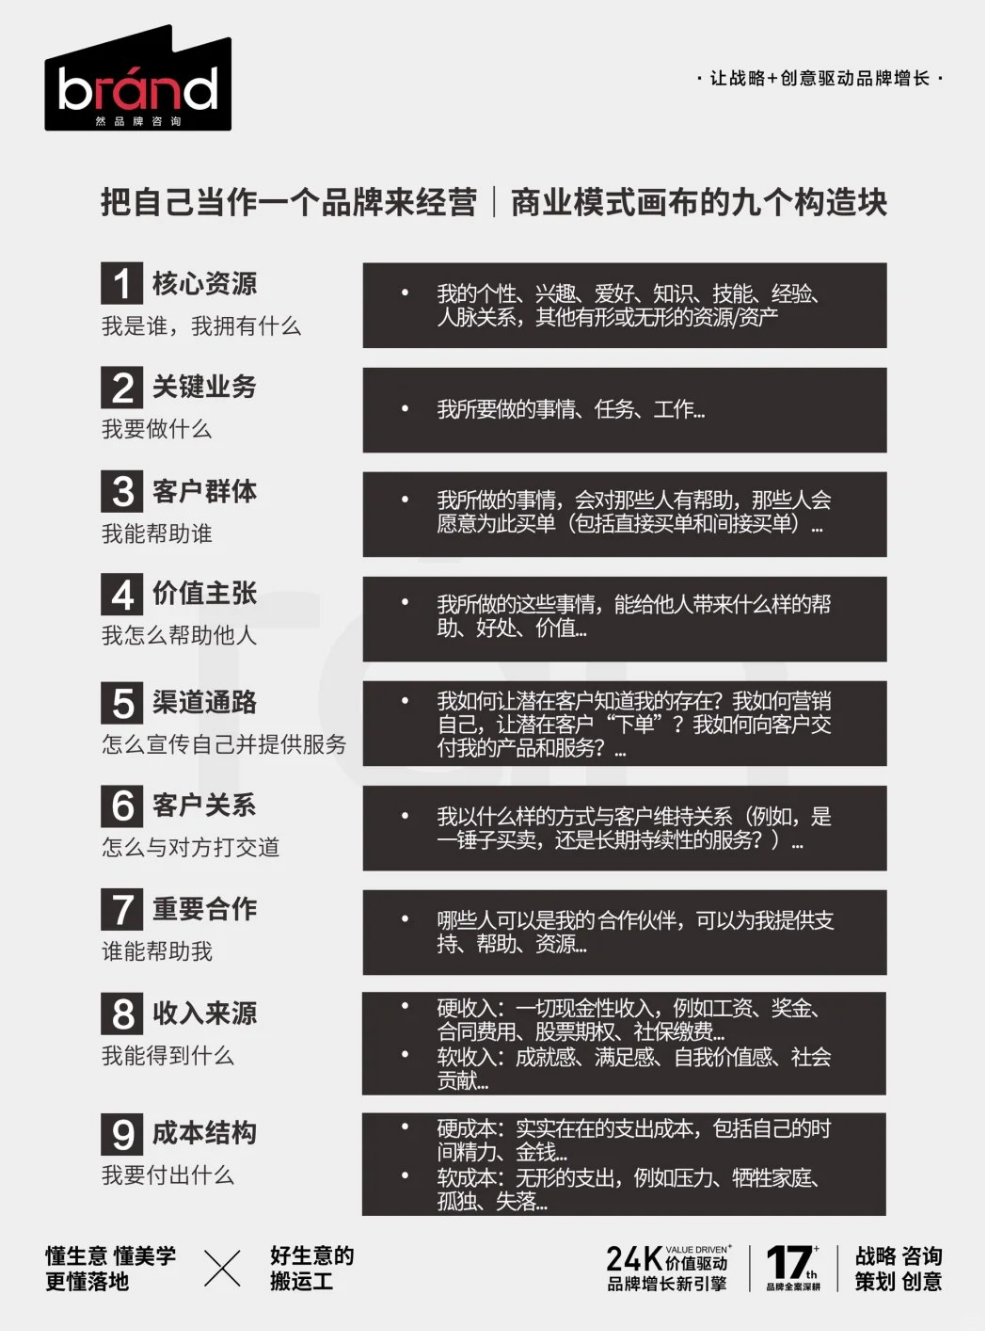 bránd
然品牌咨询
· 让战略+创意驱动品牌增长 ·
把自己当作一个品牌来经营｜商业模式画布的九个构造块
1 核心资源
我是谁，我拥有什么
• 我的个性、兴趣、爱好、知识、技能、经验、
人脉关系，其他有形或无形的资源/资产
2 关键业务
我要做什么
• 我所要做的事情、任务、工作...
3 客户群体
我能帮助谁
• 我所做的事情，会对那些人有帮助，那些人会
愿意为此买单（包括直接买单和间接买单）...
4 价值主张
我怎么帮助他人
• 我所做的这些事情，能给他人带来什么样的帮
助、好处、价值...
5 渠道通路
怎么宣传自己并提供服务
• 我如何让潜在客户知道我的存在？我如何营销
自己，让潜在客户“下单”？我如何向客户交
付我的产品和服务？...
6 客户关系
怎么与对方打交道
• 我以什么样的方式与客户维持关系（例如，是
一锤子买卖，还是长期持续性的服务？）...
7 重要合作
谁能帮助我
• 哪些人可以是我的合作伙伴，可以为我提供支
持、帮助、资源...
8 收入来源
我能得到什么
• 硬收入：一切现金性收入，例如工资、奖金、
合同费用、股票期权、社保缴费...
• 软收入：成就感、满足感、自我价值感、社会
贡献...
9 成本结构
我要付出什么
• 硬成本：实实在在的支出成本，包括自己的时
间精力、金钱...
• 软成本：无形的支出，例如压力、牺牲家庭、
孤独、失落...
懂生意 懂美学
更懂落地
好生意的
搬运工
24K VALUE DRIVEN+
价值驱动
品牌增长新引擎
17+th
品牌全案深耕
战略 咨询
策划 创意